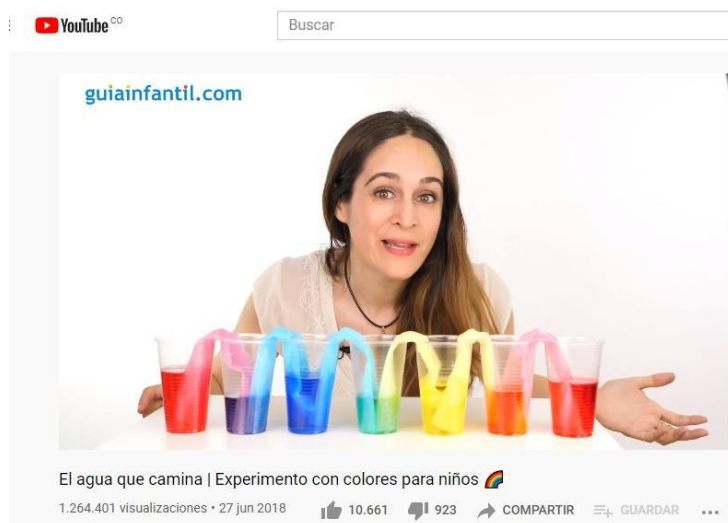 YouTube CO
Buscar
guiainfantil.com
El agua que camina | Experimento con colores para niños
1.264.401 visualizaciones • 27 jun 2018
10.661
923
COMPARTIR
GUARDAR